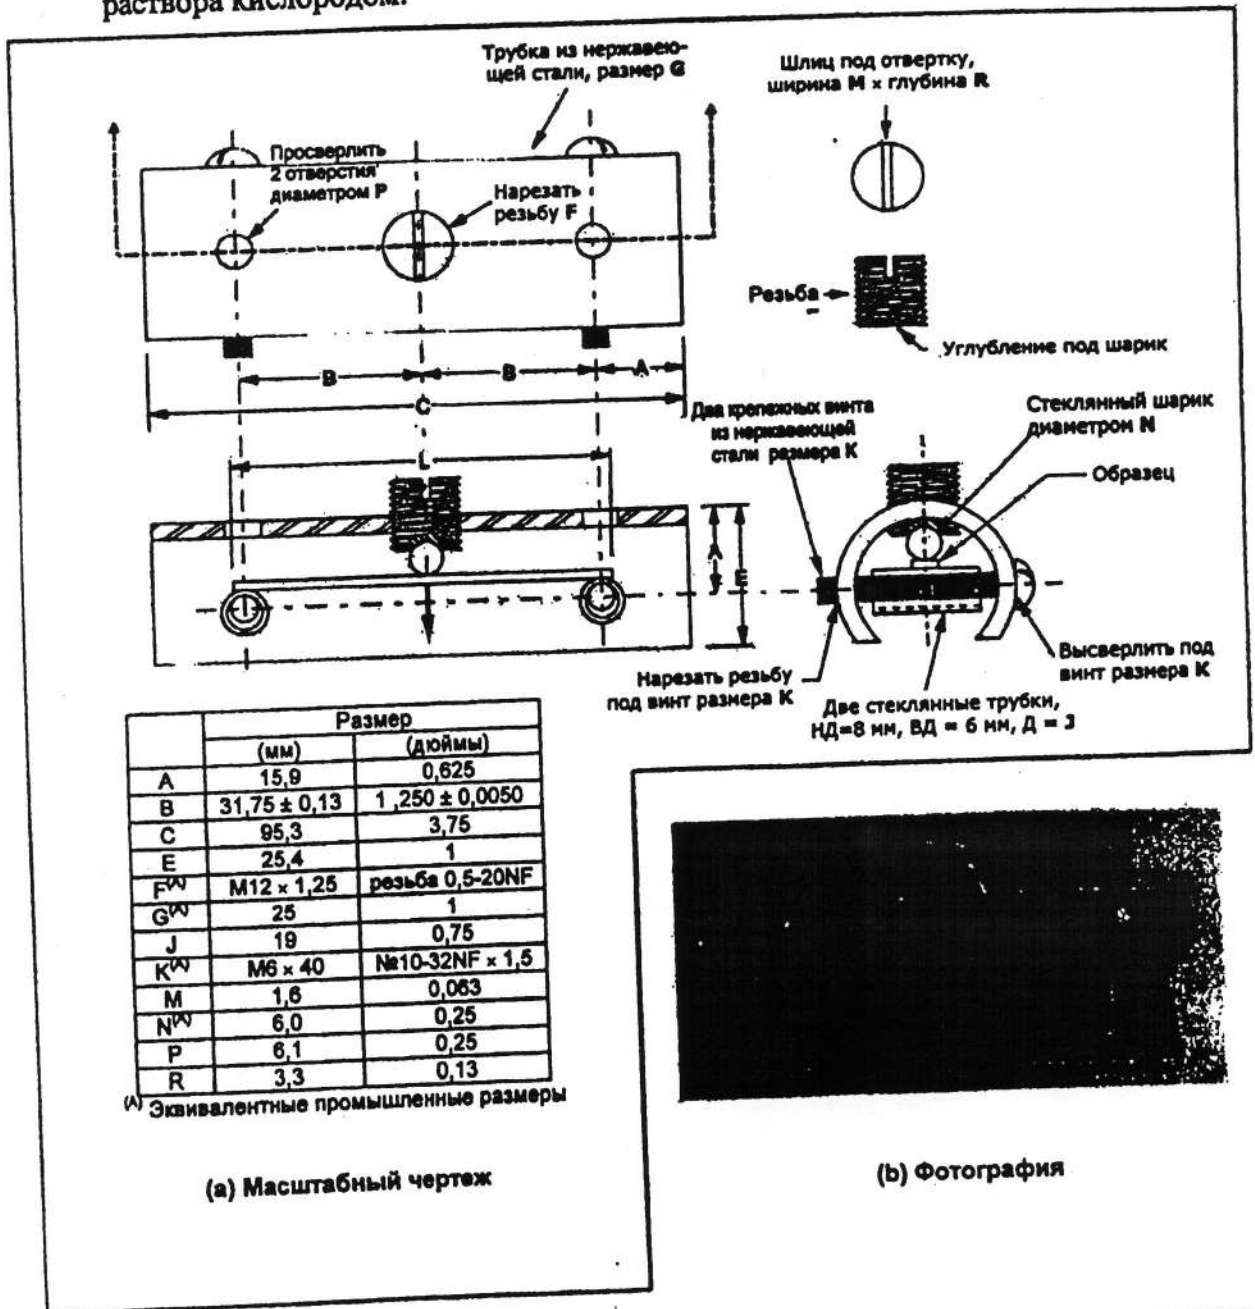 раствора кислородом.
Трубка из нержавею-
щей стали, размер G
Шлиц под отвертку,
ширина M × глубина R
Просверлить
2 отверстия
диаметром P
Нарезать
резьбу F
Резьба
Углубление под шарик
B
B
A
C
L
Два крепежных винта
из нержавеющей
стали размера K
Стеклянный шарик
диаметром N
Образец
A
E
Нарезать резьбу
под винт размера K
Высверлить под
винт размера K
Две стеклянные трубки,
НД=8 мм, ВД = 6 мм, Д = J
Размер
(мм) (дюймы)
A 15,9 0,625
B 31,75 ± 0,13 1 ,250 ± 0,0050
C 95,3 3,75
E 25,4 1
F(A) M12 × 1,25 резьба 0,5-20NF
G(A) 25 1
J 19 0,75
K(A) M6 × 40 №10-32NF × 1,5
M 1,6 0,063
N(A) 6,0 0,25
P 6,1 0,25
R 3,3 0,13
(A) Эквивалентные промышленные размеры
(a) Масштабный чертеж
(b) Фотография